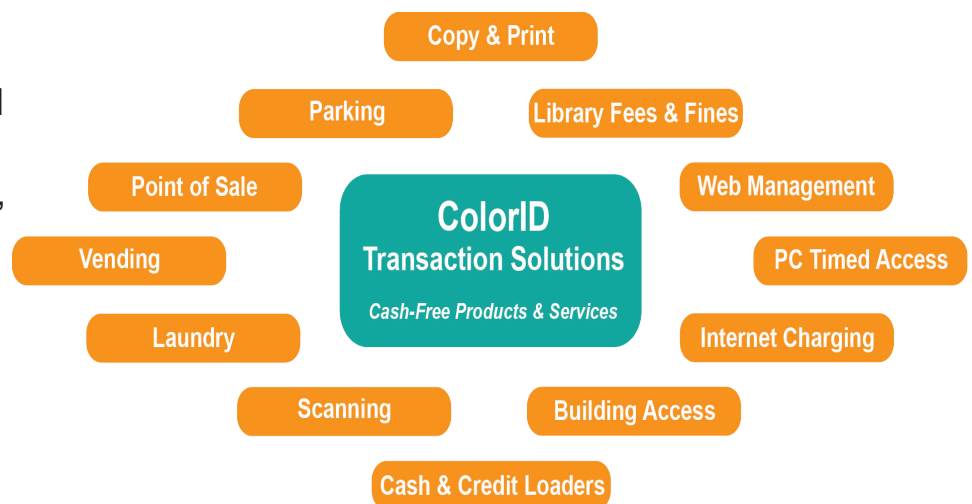 Copy & Print
Parking
Library Fees & Fines
Point of Sale
Web Management
Vending
PC Timed Access
ColorID
Transaction Solutions
Cash-Free Products & Services
Laundry
Internet Charging
Scanning
Building Access
Cash & Credit Loaders